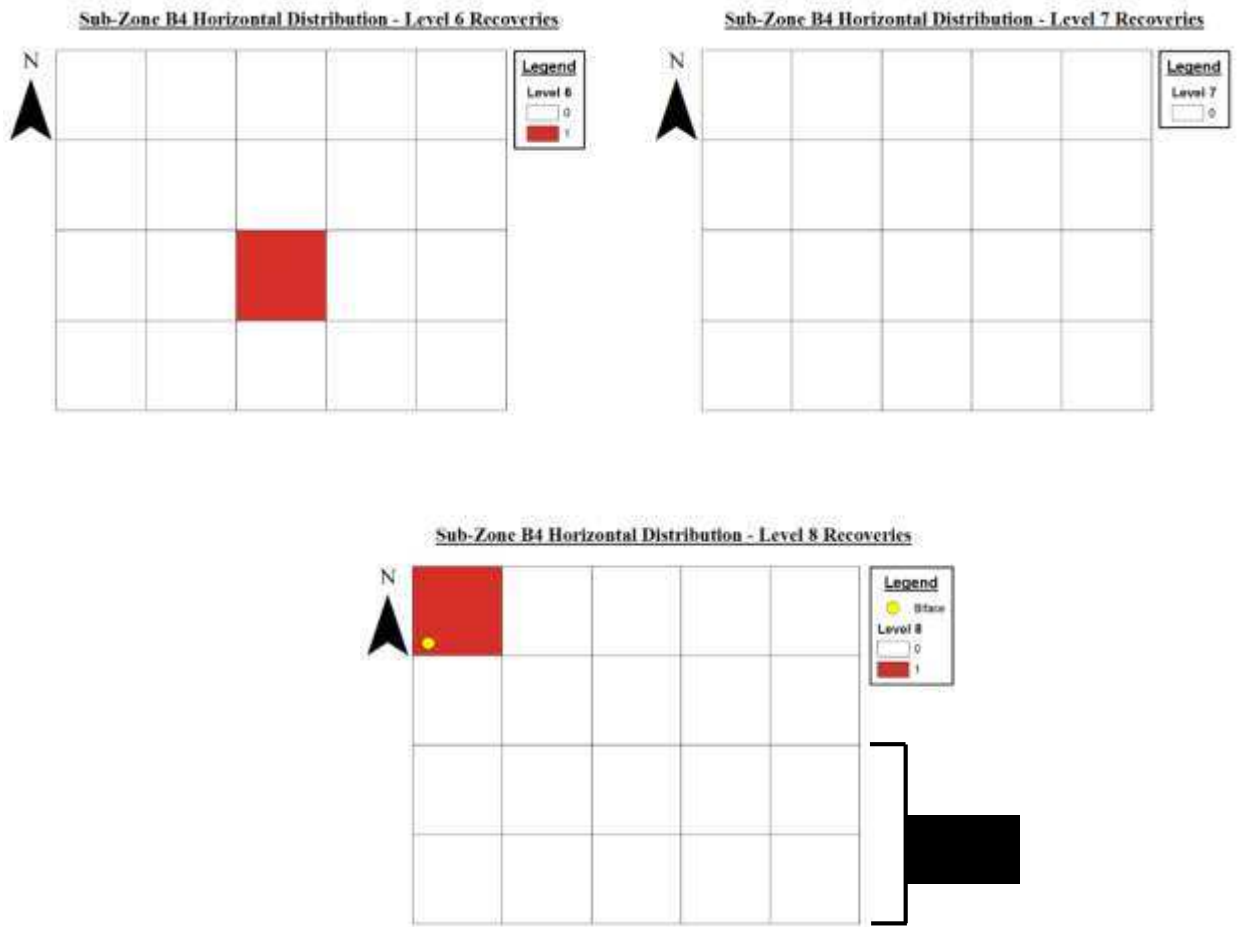 Sub-Zone B4 Horizontal Distribution - Level 6 Recoveries
N
Legend
Level 6
0
1
Sub-Zone B4 Horizontal Distribution - Level 7 Recoveries
N
Legend
Level 7
0
Sub-Zone B4 Horizontal Distribution - Level 8 Recoveries
N
Legend
Biface
Level 8
0
1